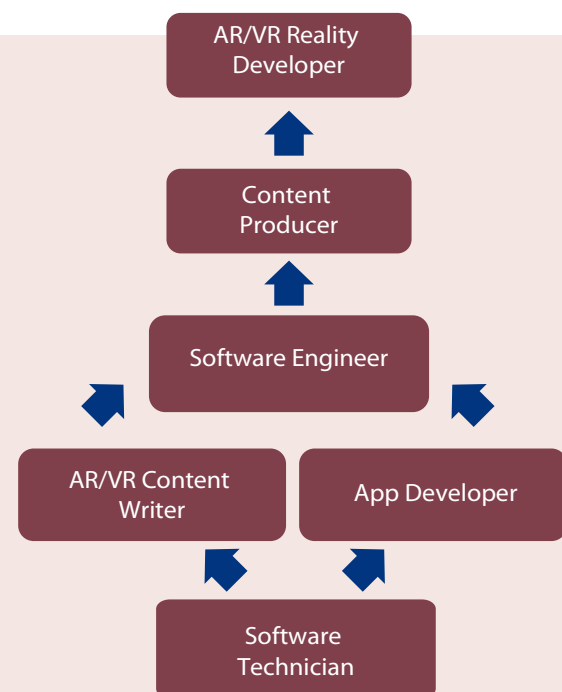 AR/VR Reality
Developer
Content
Producer
Software Engineer
AR/VR Content
Writer
App Developer
Software
Technician